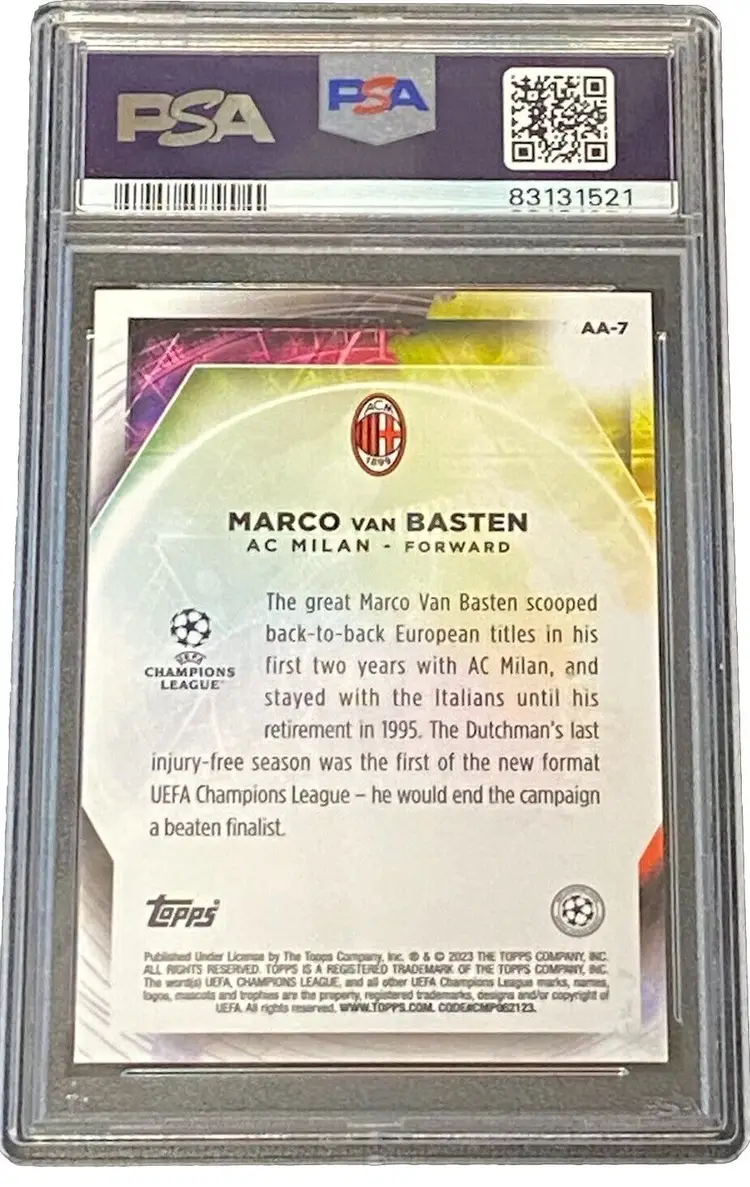 PSA PSA
83131521
AA-7
ACM
1899
MARCO VAN BASTEN
AC MILAN - FORWARD
The great Marco Van Basten scooped
back-to-back European titles in his
first two years with AC Milan, and
stayed with the Italians until his
retirement in 1995. The Dutchman's last
injury-free season was the first of the new format
UEFA Champions League – he would end the campaign
a beaten finalist.
UEFA
CHAMPIONS
LEAGUE
Topps
Published Under License by The Topps Company, Inc. ® & © 2023 THE TOPPS COMPANY, INC.
ALL RIGHTS RESERVED. TOPPS IS A REGISTERED TRADEMARK OF THE TOPPS COMPANY, INC.
The word(s) UEFA, CHAMPIONS LEAGUE, and all other UEFA Champions League marks, names,
logos, mascots and trophies are the property, registered trademarks, designs and/or copyright of
UEFA. All rights reserved. WWW.TOPPS.COM. CODE#CMP062123.